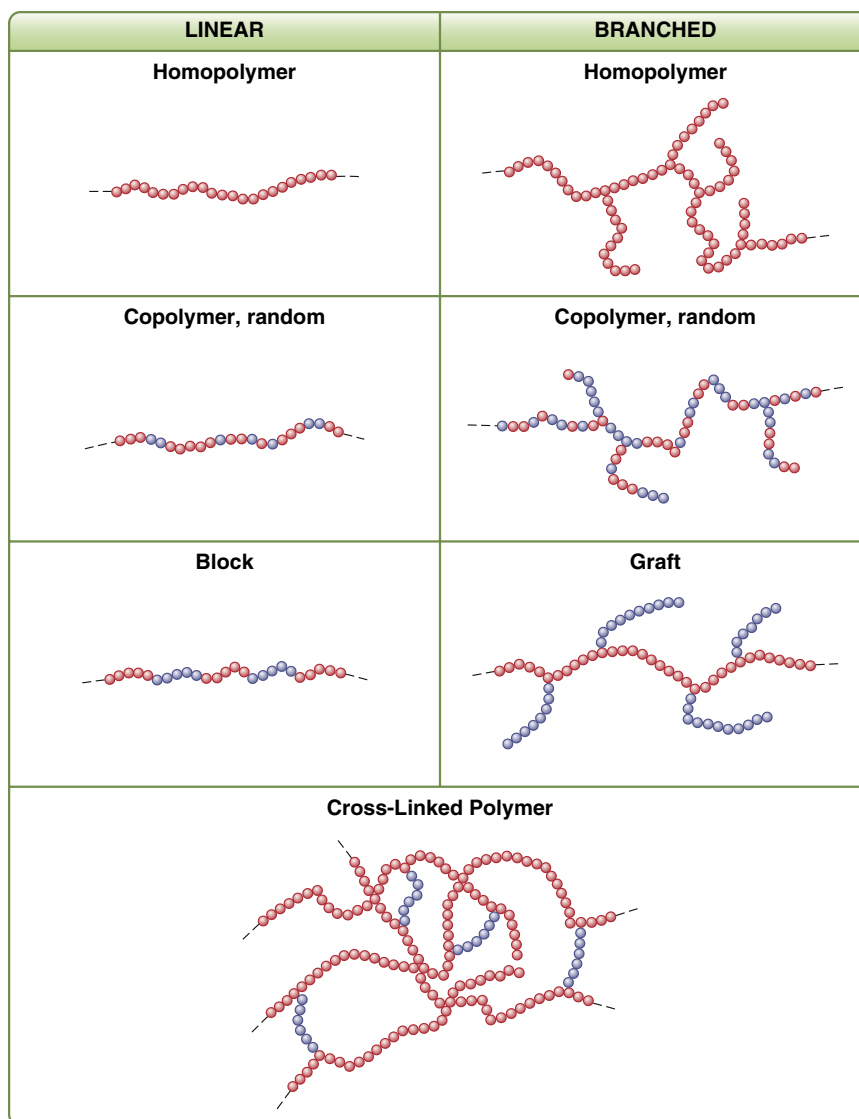 LINEAR
BRANCHED
Homopolymer
Homopolymer
Copolymer, random
Copolymer, random
Block
Graft
Cross-Linked Polymer